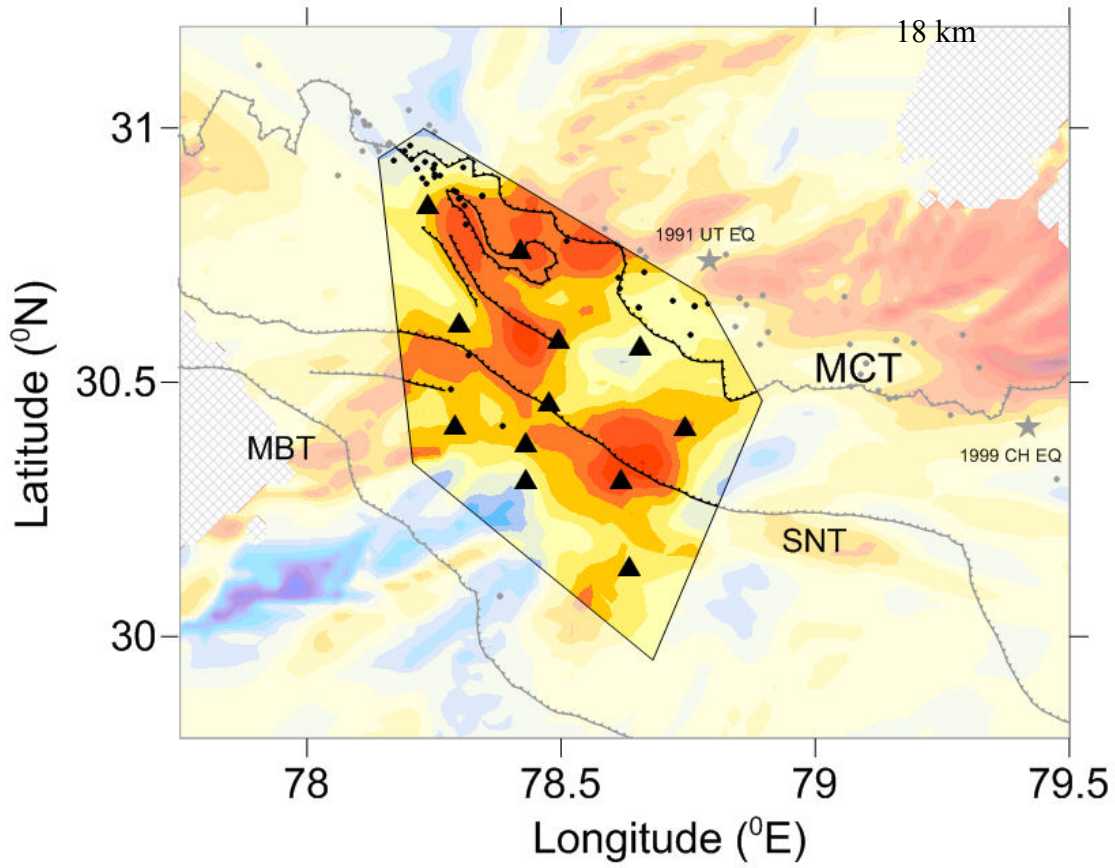 18 km
31
1991 UT EQ
MCT
30.5
MBT
1999 CH EQ
SNT
30
Latitude (⁰N)
78
78.5
79
79.5
Longitude (⁰E)